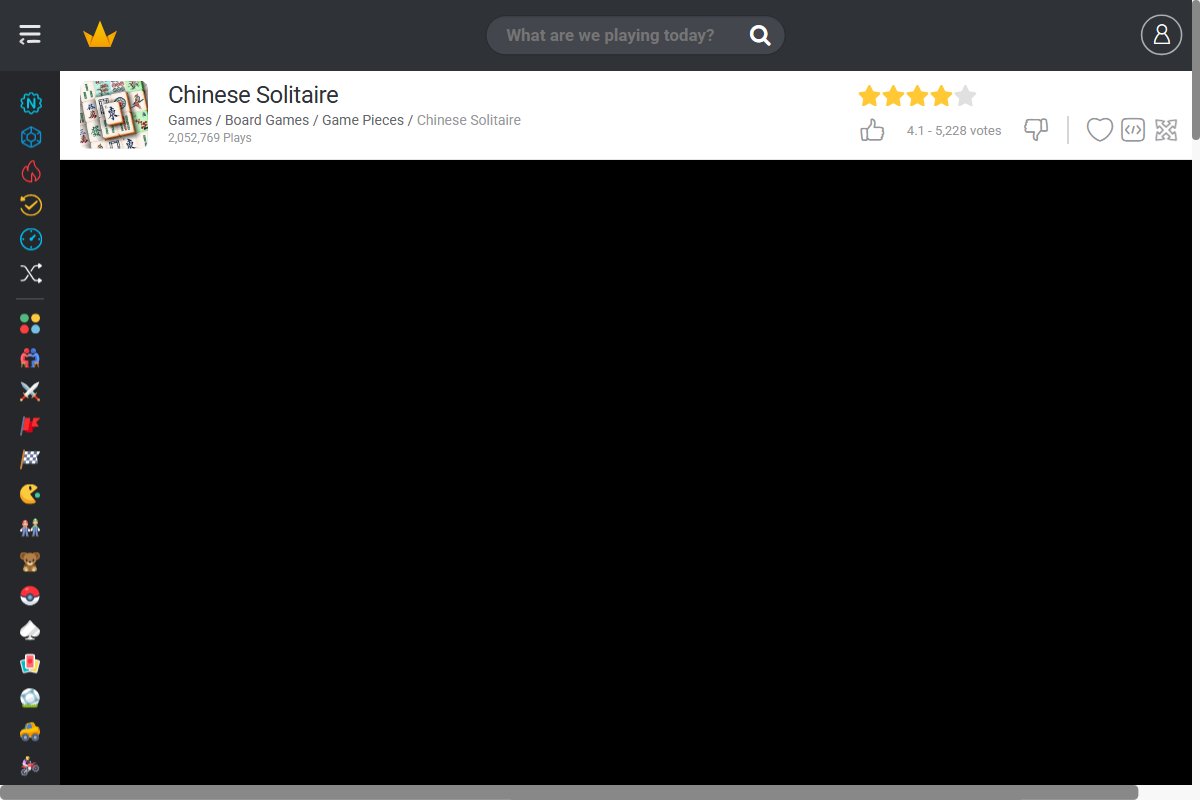 What are we playing today?
Chinese Solitaire
Games / Board Games / Game Pieces / Chinese Solitaire
2,052,769 Plays
4.1 - 5,228 votes
N